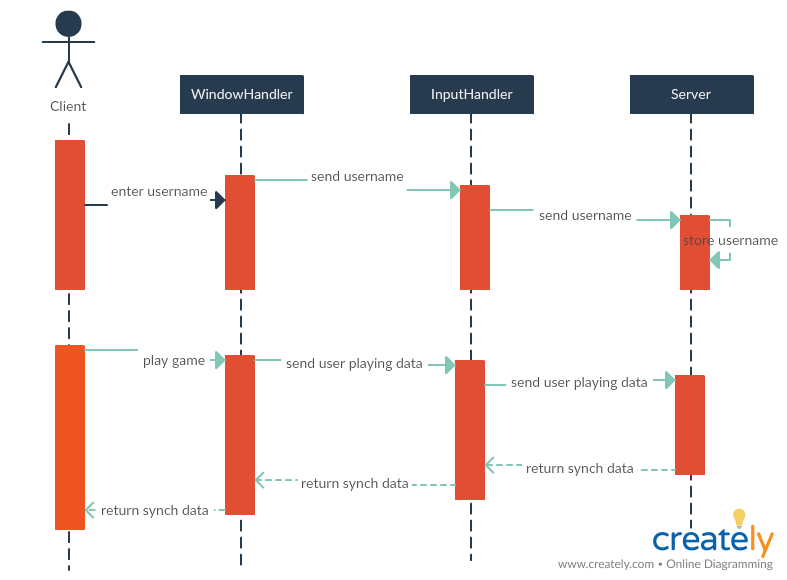 Client
WindowHandler
InputHandler
Server
enter username
send username
send username
store username
play game
send user playing data
send user playing data
return synch data
return synch data
return synch data
creately
www.creately.com • Online Diagramming